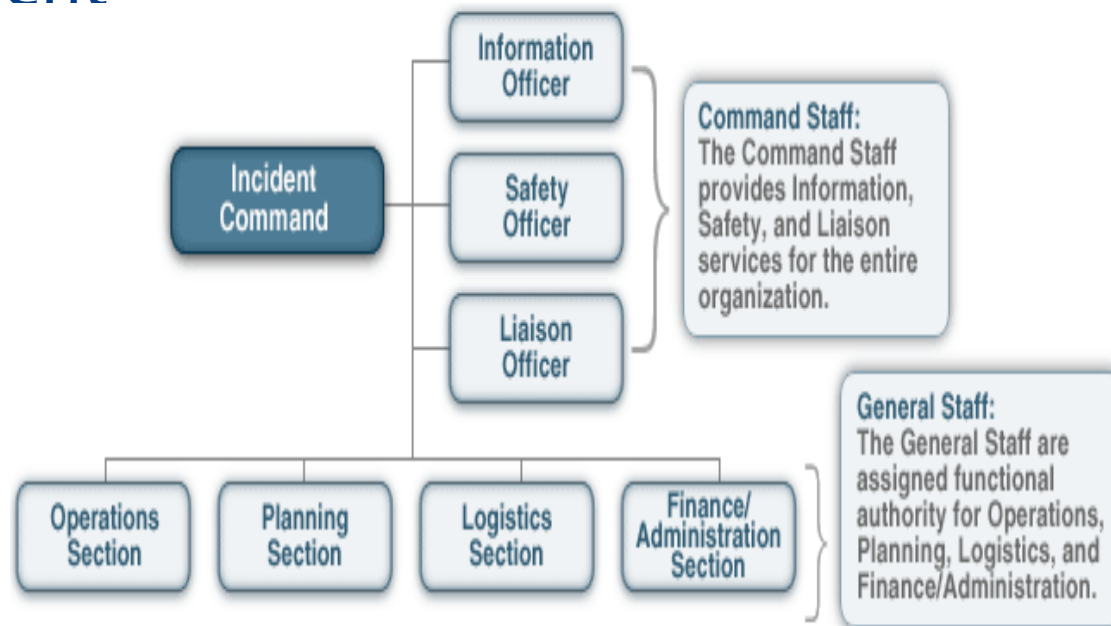 Information
Officer
Command Staff:
The Command Staff
provides Information,
Safety, and Liaison
services for the entire
organization.
Incident
Command
Safety
Officer
Liaison
Officer
General Staff:
The General Staff are
assigned functional
authority for Operations,
Planning, Logistics, and
Finance/Administration.
Operations
Section
Planning
Section
Logistics
Section
Finance/
Administration
Section